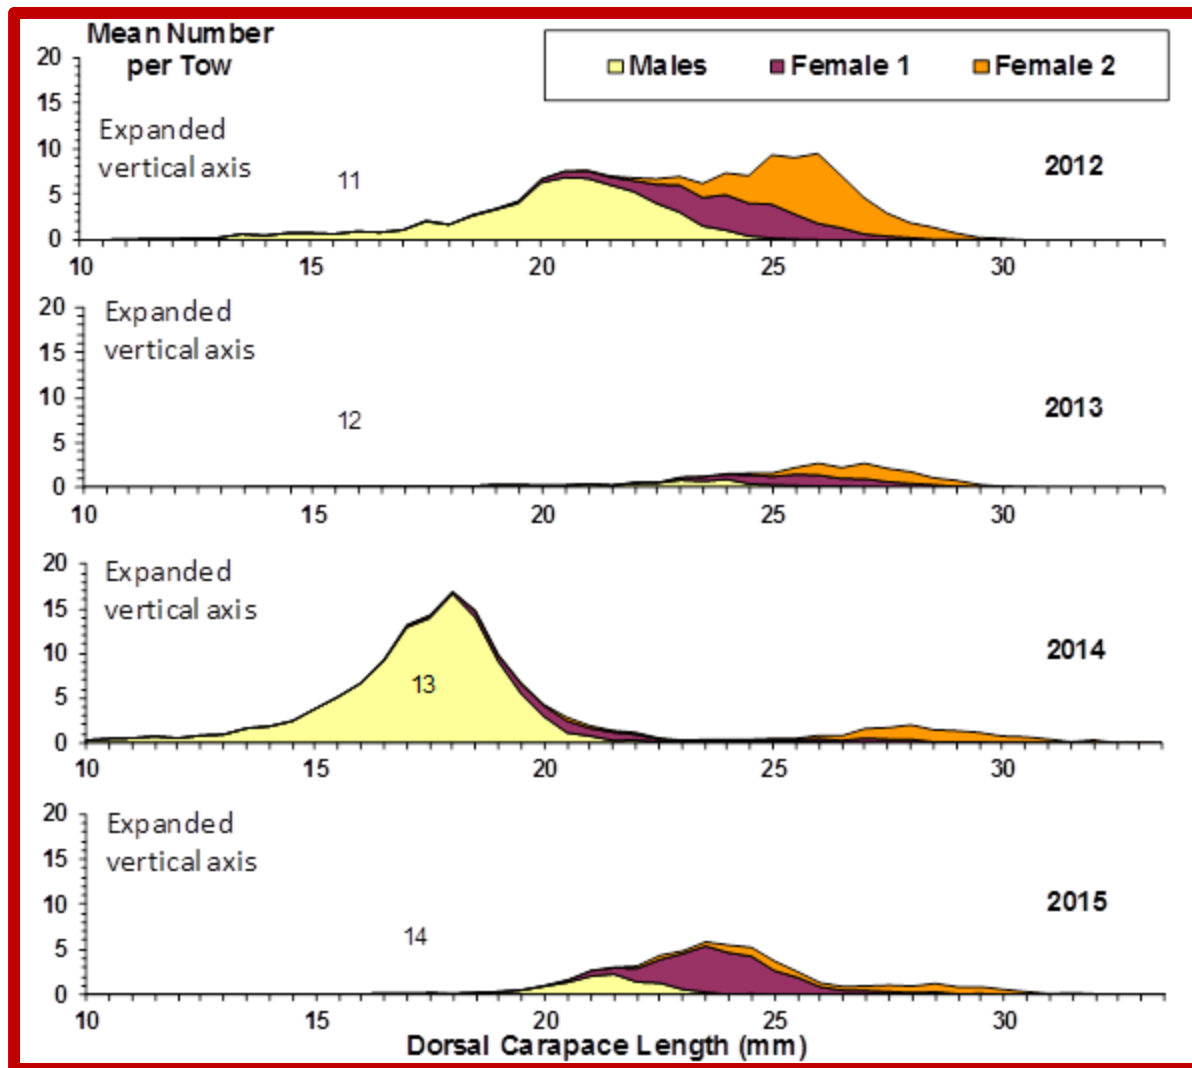 Mean Number
per Tow
Males Female 1 Female 2
20
15
10
5
0
Expanded
vertical axis
11
2012
10 15 20 25 30
20
15
10
5
0
Expanded
vertical axis
12
2013
10 15 20 25 30
20
15
10
5
0
Expanded
vertical axis
13
2014
10 15 20 25 30
20
15
10
5
0
Expanded
vertical axis
14
2015
10 15 20 25 30
Dorsal Carapace Length (mm)